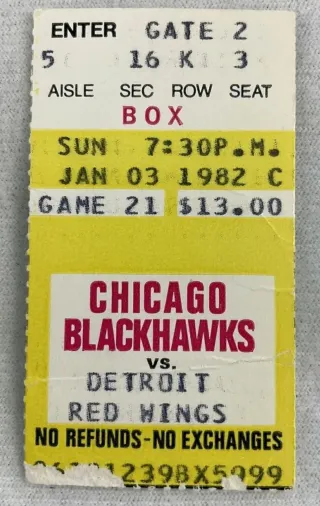 ENTER GATE 2
5 16 K 3
AISLE SEC ROW SEAT
BOX
SUN 7:30P.M.
JAN 03 1982 C
GAME 21 $13.00
CHICAGO
BLACKHAWKS
vs.
DETROIT
RED WINGS
NO REFUNDS-NO EXCHANGES